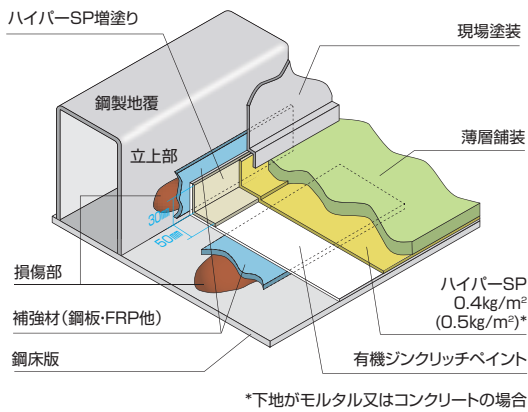 ハイパーSP増塗り
現場塗装
鋼製地覆
薄層舗装
立上部
30㎜
50㎜
損傷部
ハイパーSP
0.4kg/m²
(0.5kg/m²)*
補強材(鋼板・FRP他)
鋼床版
有機ジンクリッチペイント
*下地がモルタル又はコンクリートの場合